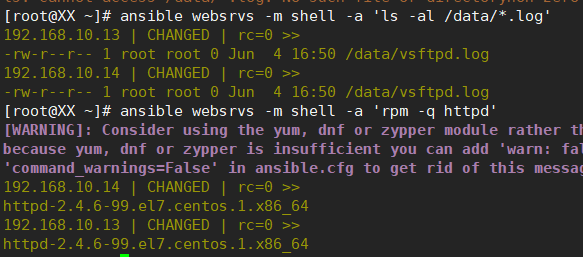 [root@XX ~]# ansible websrvs -m shell -a 'ls -al /data/*.log'
192.168.10.13 | CHANGED | rc=0 >>
-rw-r--r-- 1 root root 0 Jun  4 16:50 /data/vsftpd.log
192.168.10.14 | CHANGED | rc=0 >>
-rw-r--r-- 1 root root 0 Jun  4 16:50 /data/vsftpd.log
[root@XX ~]# ansible websrvs -m shell -a 'rpm -q httpd'
[WARNING]: Consider using the yum, dnf or zypper module rather th
because yum, dnf or zypper is insufficient you can add 'warn: fal
'command_warnings=False' in ansible.cfg to get rid of this messag
192.168.10.14 | CHANGED | rc=0 >>
httpd-2.4.6-99.el7.centos.1.x86_64
192.168.10.13 | CHANGED | rc=0 >>
httpd-2.4.6-99.el7.centos.1.x86_64